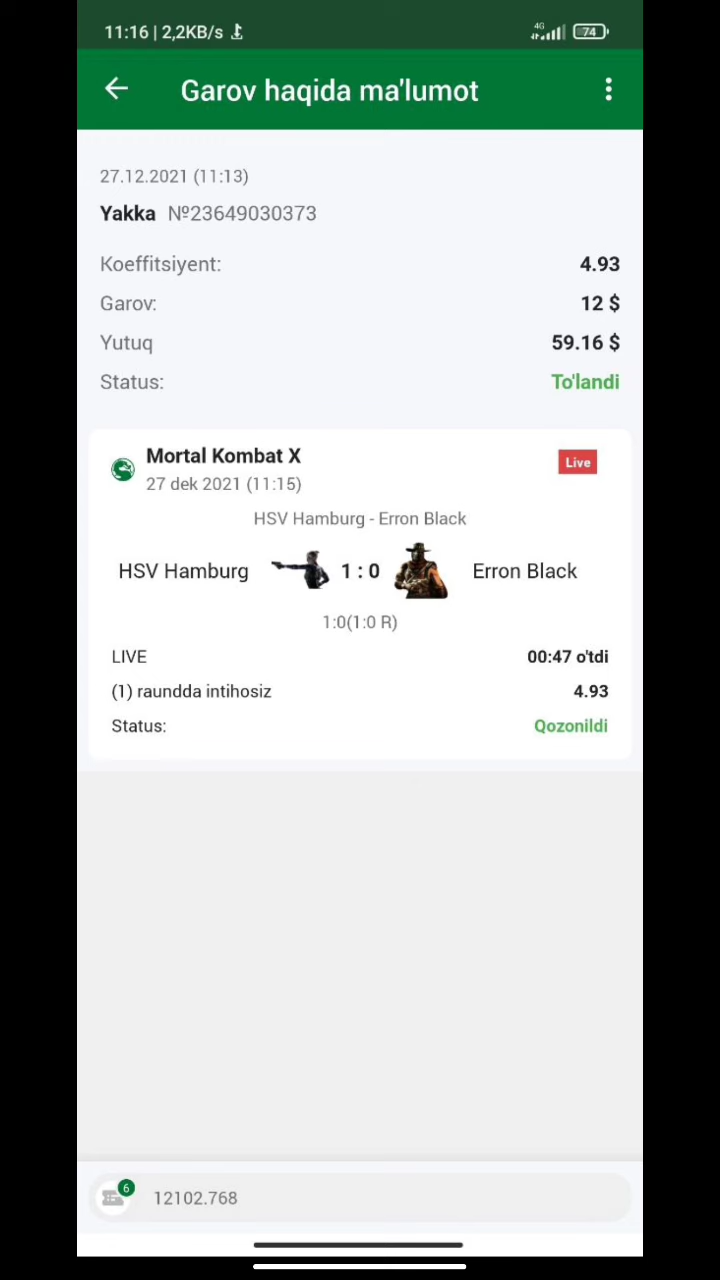 11:16 | 2,2KB/s 4G 74
Garov haqida ma'lumot
27.12.2021 (11:13)
Yakka №23649030373
Koeffitsiyent: 4.93
Garov: 12 $
Yutuq 59.16 $
Status: To'landi
Mortal Kombat X Live
27 dek 2021 (11:15)
HSV Hamburg - Erron Black
HSV Hamburg 1 : 0 Erron Black
1:0(1:0 R)
LIVE 00:47 o'tdi
(1) raundda intihosiz 4.93
Status: Qozonildi
6 12102.768